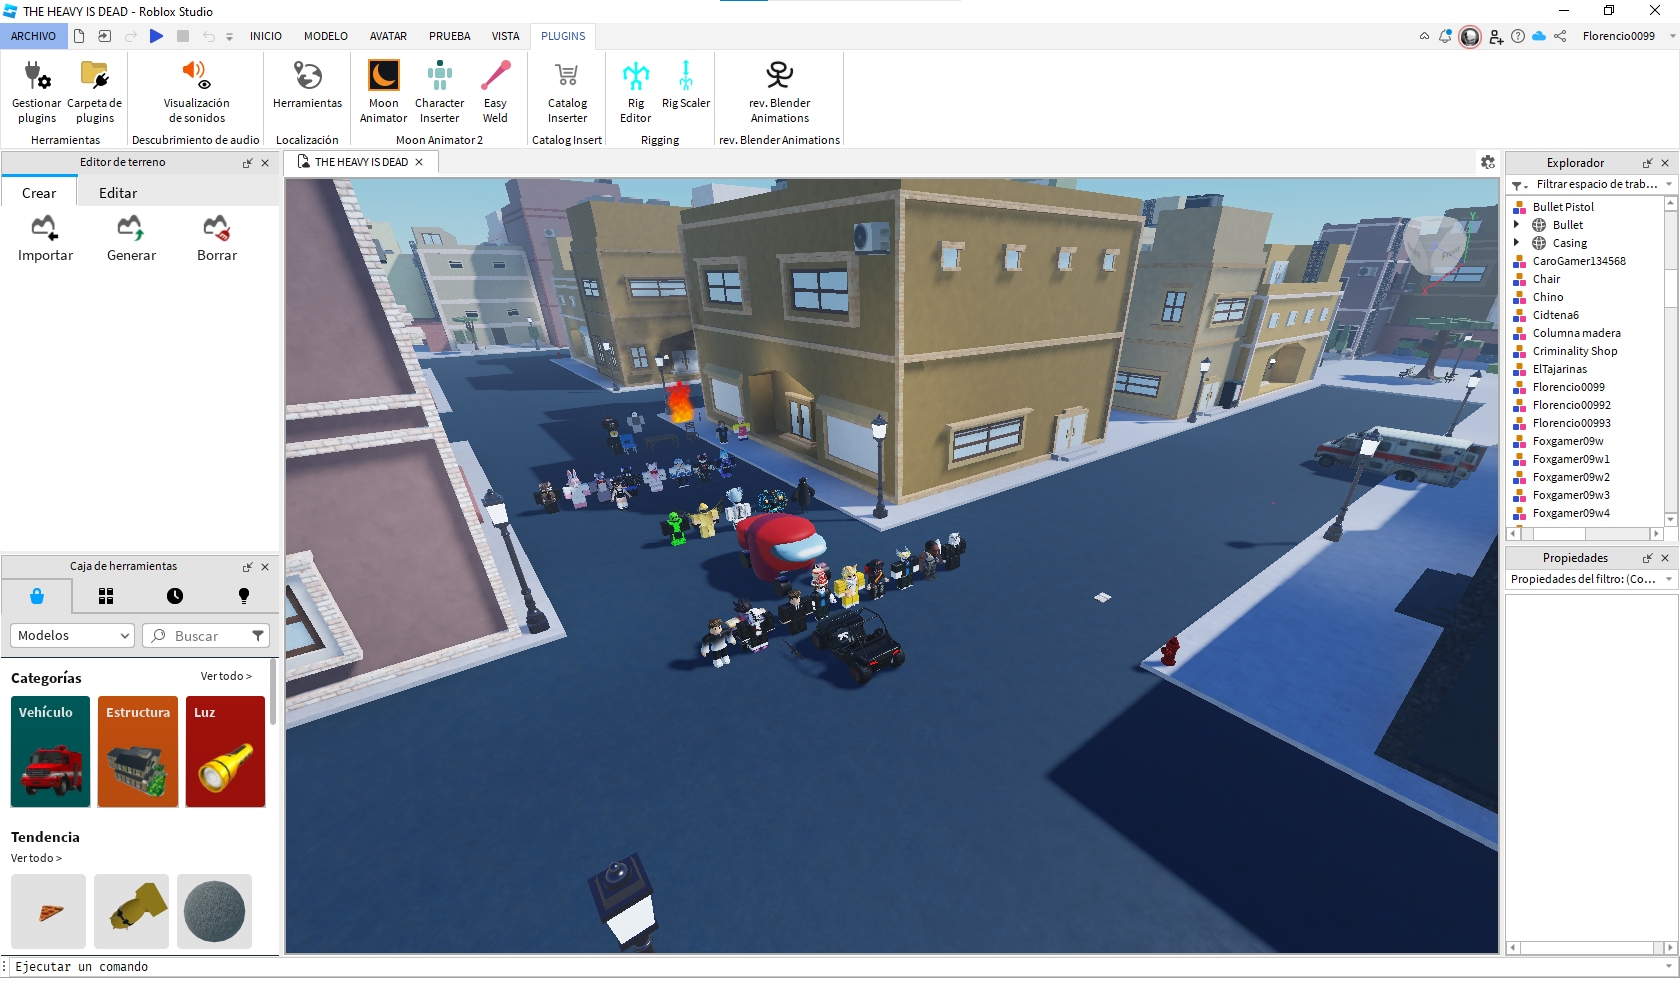 THE HEAVY IS DEAD - Roblox Studio
ARCHIVO
INICIO
MODELO
AVATAR
PRUEBA
VISTA
PLUGINS
Florencio0099
Gestionar
plugins
Carpeta de
plugins
Herramientas
Visualización
de sonidos
Descubrimiento de audio
Herramientas
Localización
Moon
Animator
Character
Inserter
Easy
Weld
Moon Animator 2
Catalog
Inserter
Catalog Insert
Rig
Editor
Rig Scaler
Rigging
rev. Blender
Animations
rev. Blender Animations
Editor de terreno
Crear
Editar
Importar
Generar
Borrar
THE HEAVY IS DEAD
Y
X
Explorador
Filtrar espacio de trab...
Bullet Pistol
Bullet
Casing
CaroGamer134568
Chair
Chino
Cidtena6
Columna madera
Criminality Shop
ElTajarinas
Florencio0099
Florencio00992
Florencio00993
Foxgamer09w
Foxgamer09w1
Foxgamer09w2
Foxgamer09w3
Foxgamer09w4
Propiedades
Propiedades del filtro: (Co...
Caja de herramientas
Modelos
Buscar
Categorías
Ver todo >
Vehículo
Estructura
Luz
Tendencia
Ver todo >
Ejecutar un comando